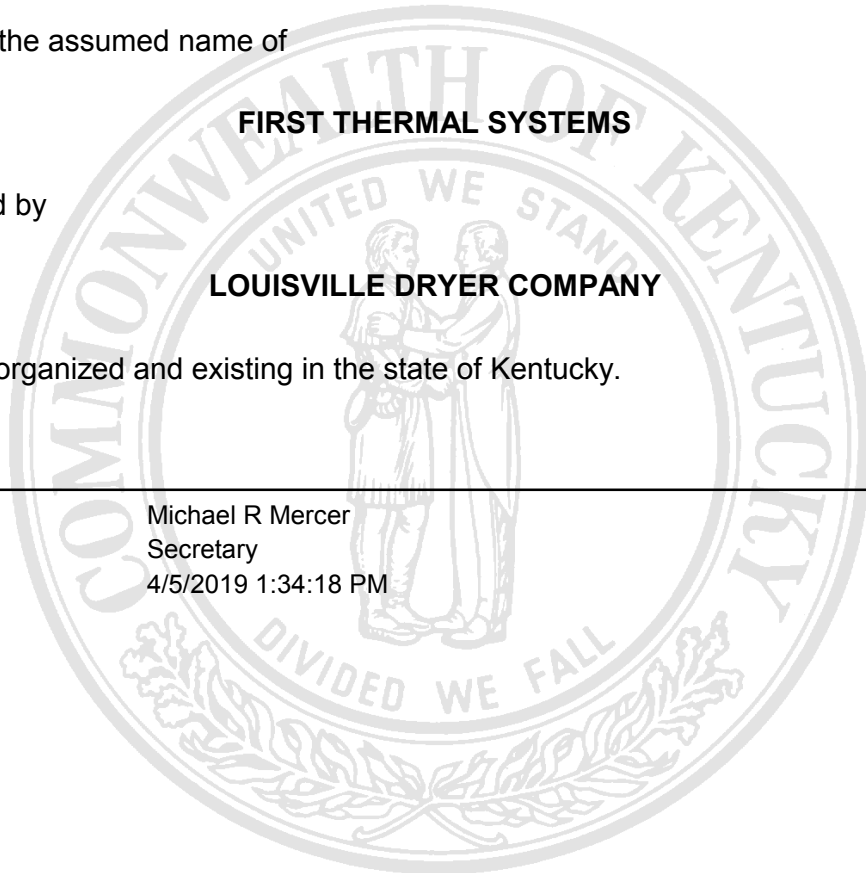 the assumed name of
FIRST THERMAL SYSTEMS
d by
LOUISVILLE DRYER COMPANY
organized and existing in the state of Kentucky.
Michael R Mercer
Secretary
4/5/2019 1:34:18 PM
COMMONWEALTH OF KENTUCKY
UNITED WE STAND
DIVIDED WE FALL